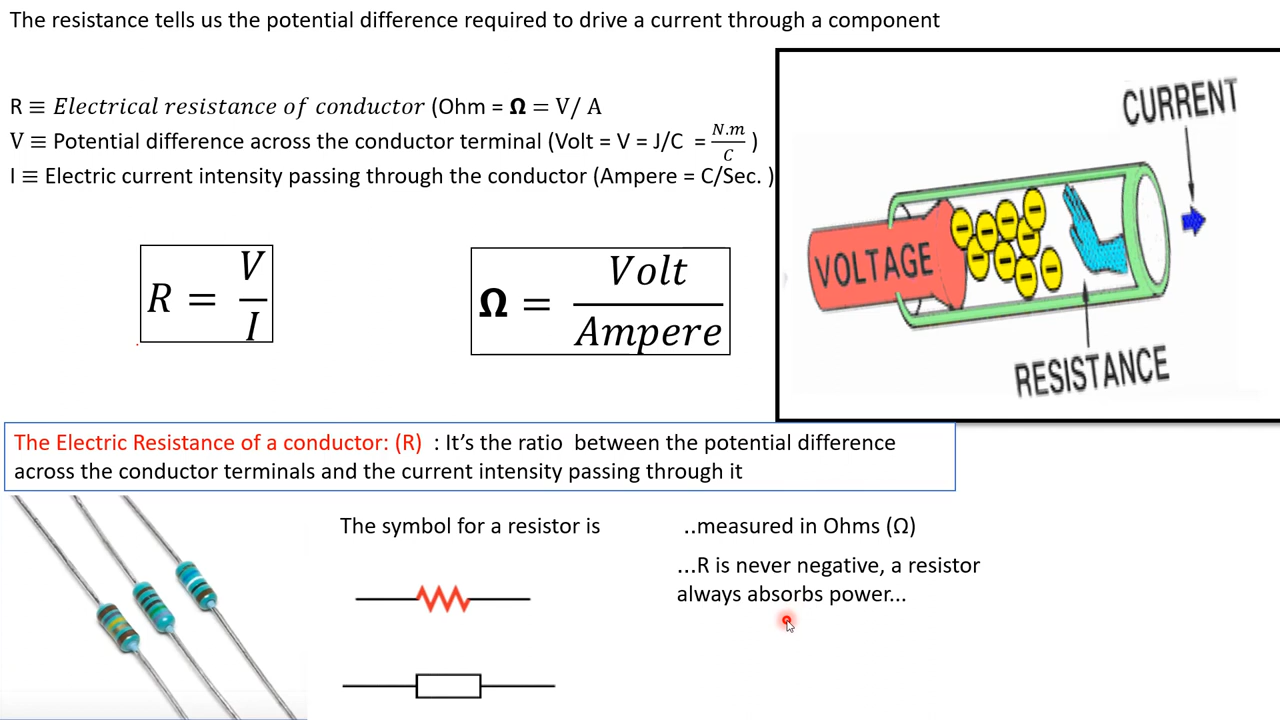 The resistance tells us the potential difference required to drive a current through a component
R ≡ Electrical resistance of conductor (Ohm = Ω = V/ A
V ≡ Potential difference across the conductor terminal (Volt = V = J/C = N.m/C )
I ≡ Electric current intensity passing through the conductor (Ampere = C/Sec. )
R = V/I
Ω = Volt/Ampere
CURRENT
VOLTAGE
RESISTANCE
The Electric Resistance of a conductor: (R) : It’s the ratio between the potential difference
across the conductor terminals and the current intensity passing through it
The symbol for a resistor is
..measured in Ohms (Ω)
...R is never negative, a resistor
always absorbs power...